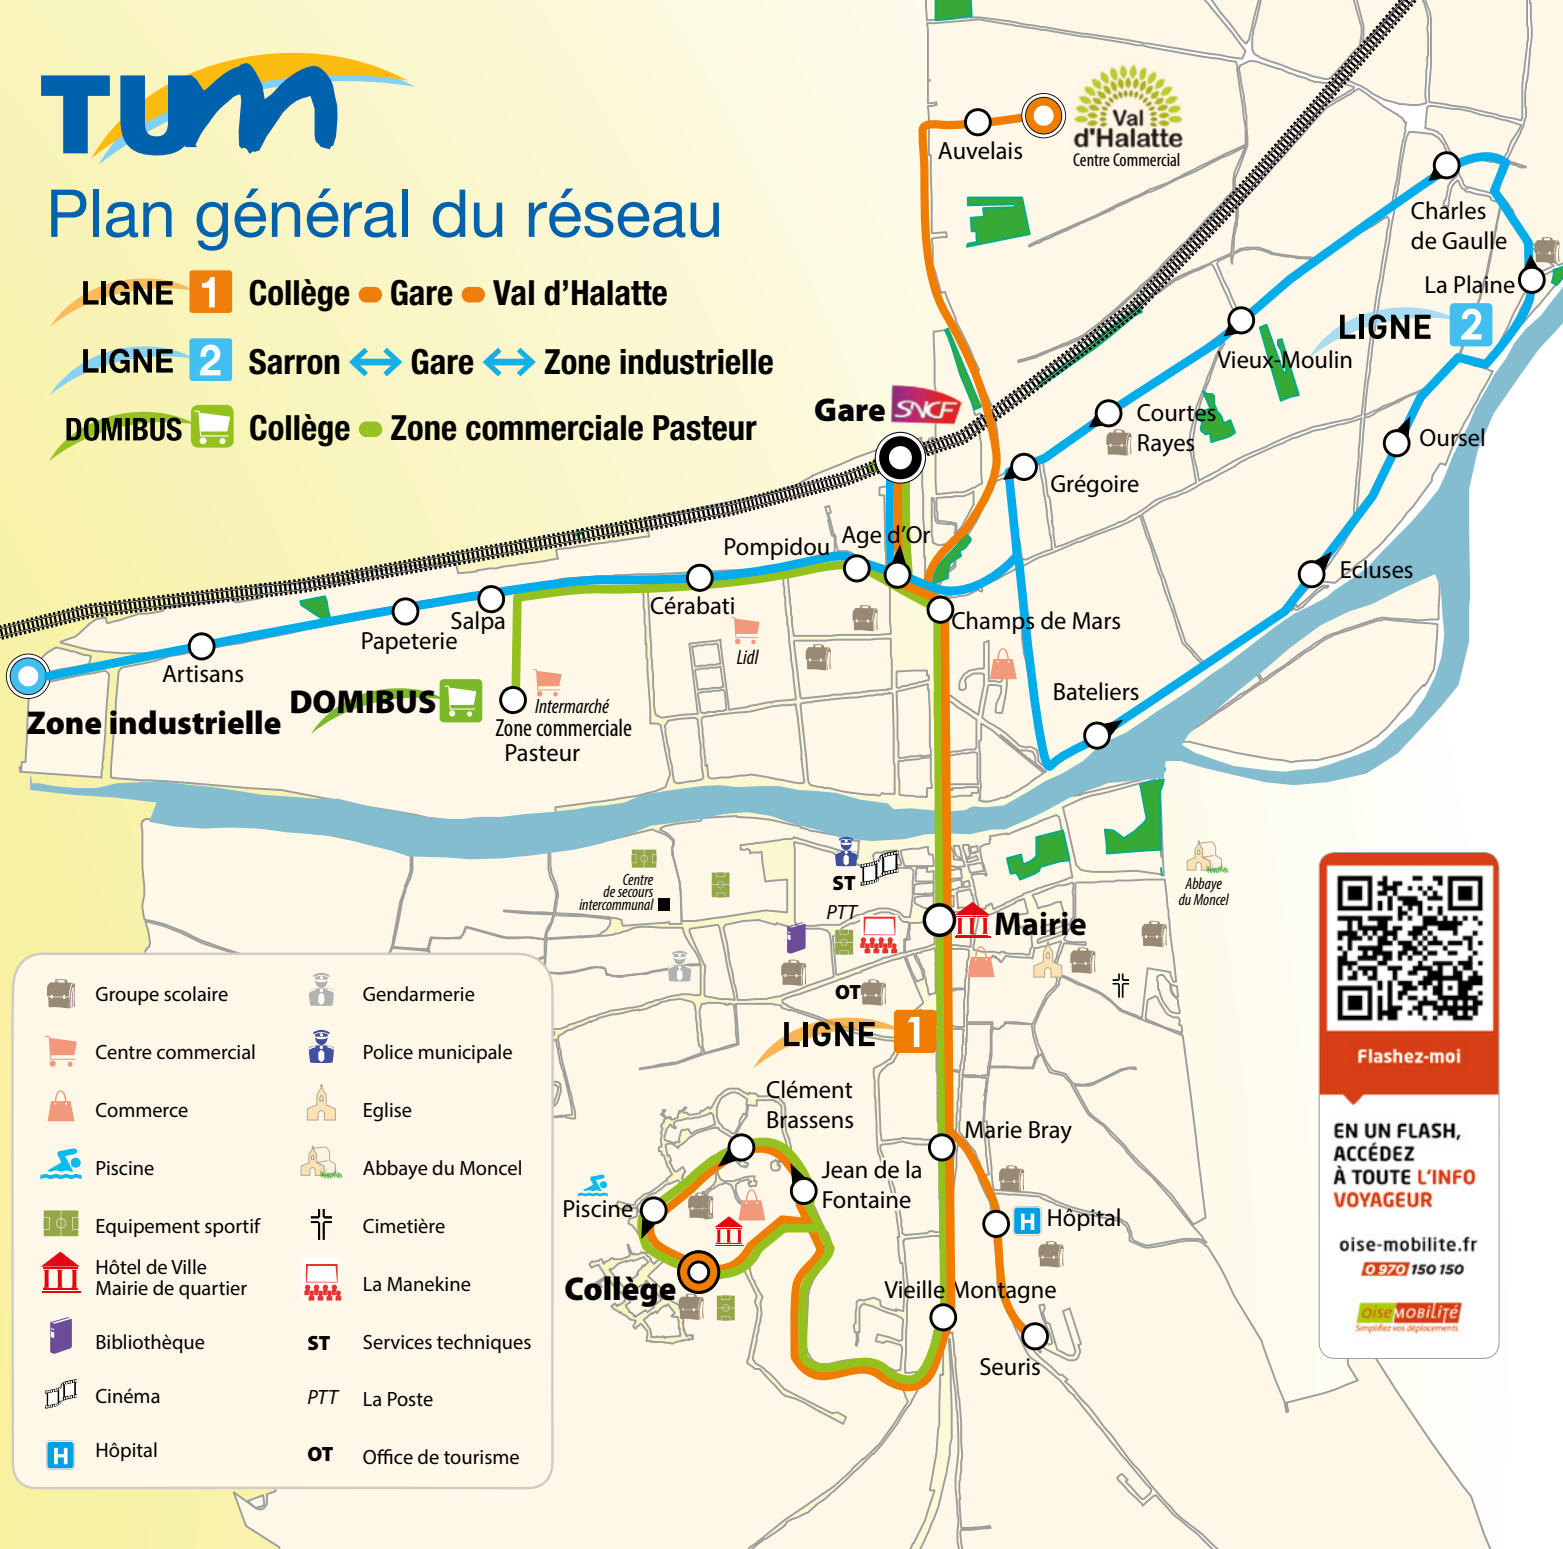 TUM
Plan général du réseau
LIGNE 1 Collège Gare Val d'Halatte
LIGNE 2 Sarron Gare Zone industrielle
DOMIBUS Collège Zone commerciale Pasteur
Auvelais
Val
d'Halatte
Centre Commercial
Charles
de Gaulle
La Plaine
LIGNE 2
Vieux-Moulin
Gare SNCF
Courtes
Rayes
Oursel
Grégoire
Age d'Or
Pompidou
Ecluses
Cérabati
Salpa
Papeterie
Artisans
Champs de Mars
Lidl
Bateliers
Zone industrielle
DOMIBUS
Intermarché
Zone commerciale
Pasteur
Centre
de secours
intercommunal
ST
PTT
Abbaye
du Moncel
Mairie
OT
LIGNE 1
Clément
Brassens
Marie Bray
Jean de la
Fontaine
Piscine
H Hôpital
Collège
Vieille Montagne
Seuris
Groupe scolaire
Centre commercial
Commerce
Piscine
Equipement sportif
Hôtel de Ville
Mairie de quartier
Bibliothèque
Cinéma
H Hôpital
Gendarmerie
Police municipale
Eglise
Abbaye du Moncel
Cimetière
La Manekine
ST Services techniques
PTT La Poste
OT Office de tourisme
Flashez-moi
EN UN FLASH,
ACCÉDEZ
À TOUTE L'INFO
VOYAGEUR
oise-mobilite.fr
0 970 150 150
oise MOBILITÉ
Simplifiez vos déplacements